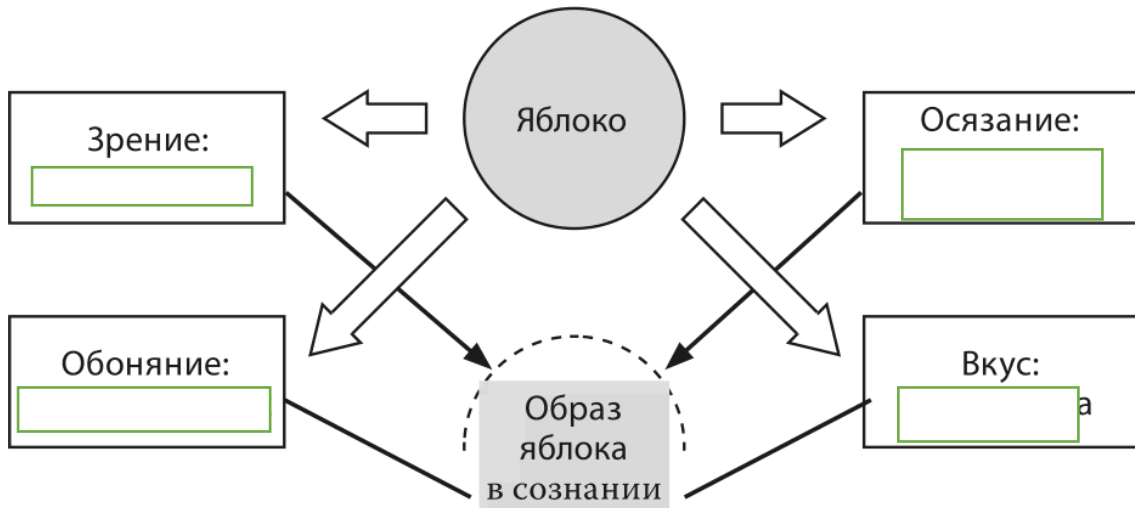 Яблоко
Зрение:
Осязание:
Обоняние:
Вкус:
а
Образ
яблока
в сознании